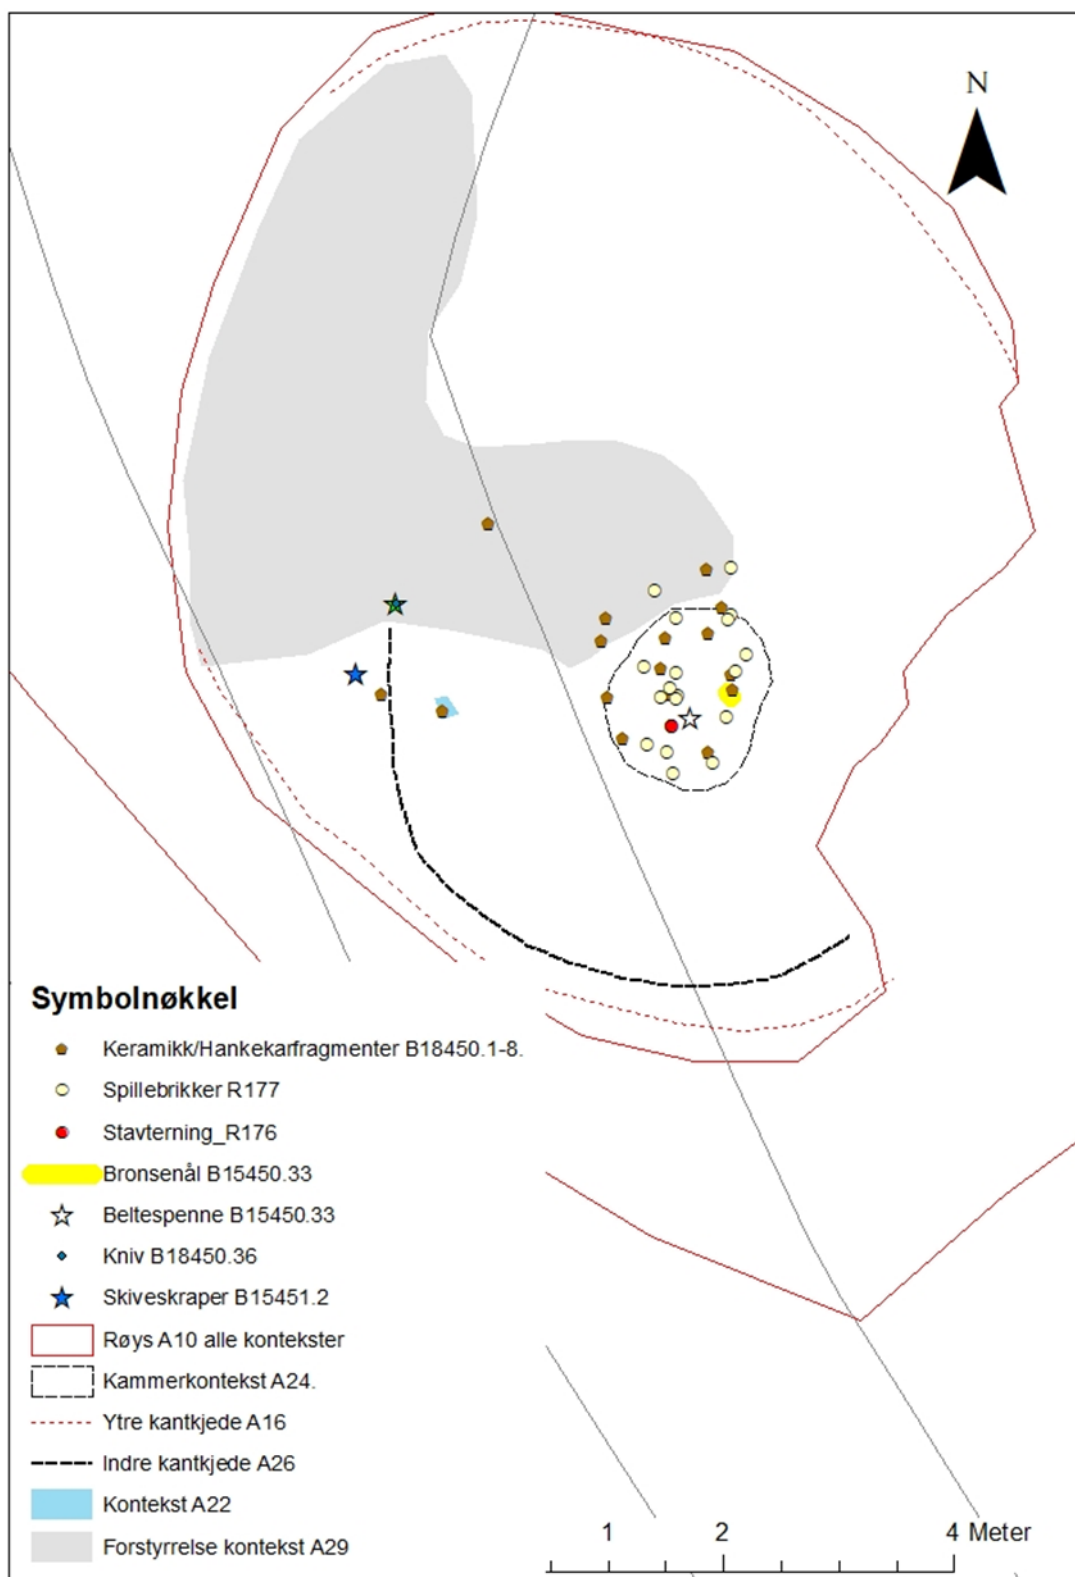 N
Symbolnøkkel
Keramikk/Hankekarfragmenter B18450.1-8.
Spillebrikker R177
Stavterning_R176
Bronsenål B15450.33
Beltespenne B15450.33
Kniv B18450.36
Skiveskraper B15451.2
Røys A10 alle kontekster
Kammerkontekst A24.
Ytre kantkjede A16
Indre kantkjede A26
Kontekst A22
Forstyrrelse kontekst A29
1 2 4 Meter